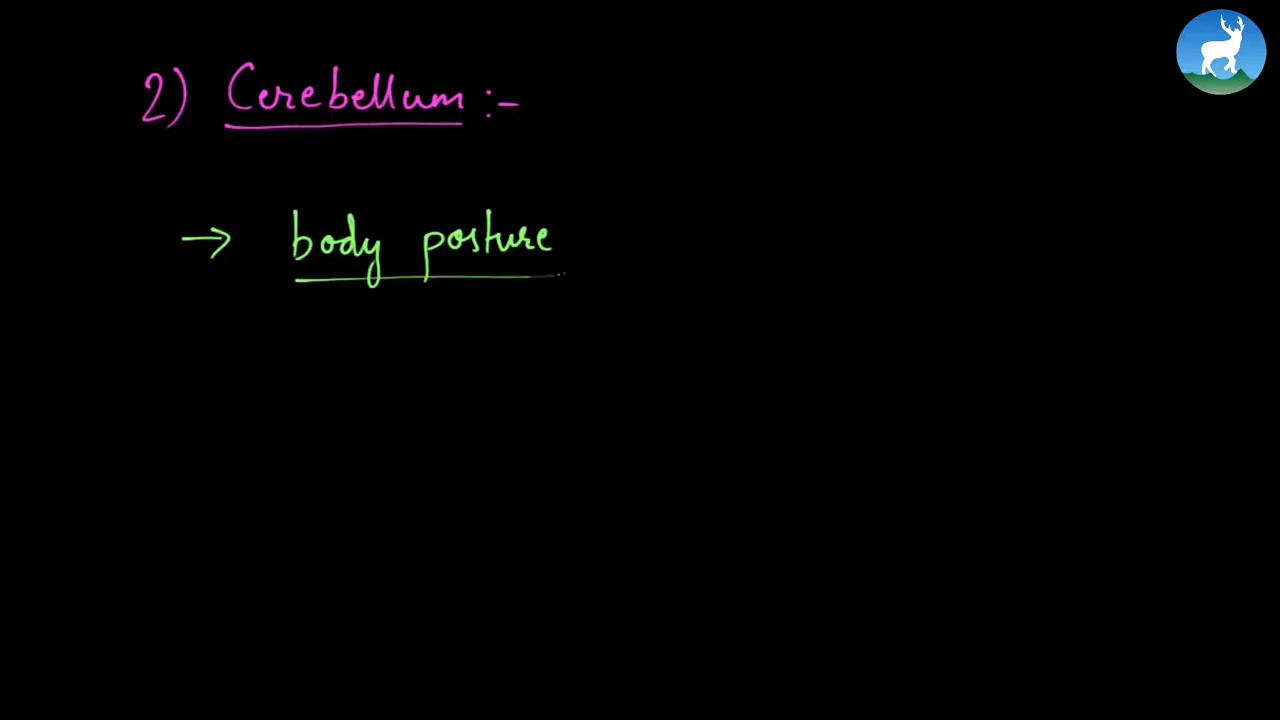 2) Cerebellum :-
→ body posture